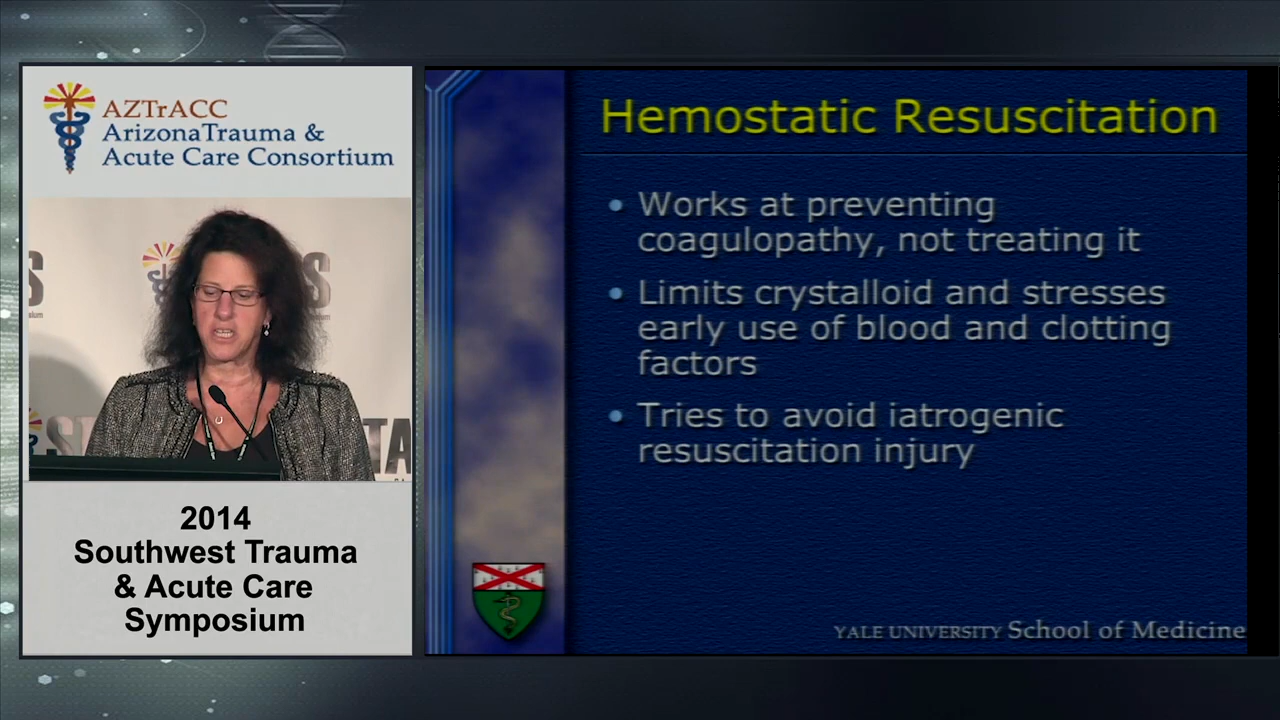 AZTrACC
ArizonaTrauma &
Acute Care Consortium
2014
Southwest Trauma
& Acute Care
Symposium
Hemostatic Resuscitation
• Works at preventing
coagulopathy, not treating it
• Limits crystalloid and stresses
early use of blood and clotting
factors
• Tries to avoid iatrogenic
resuscitation injury
YALE UNIVERSITY School of Medicine